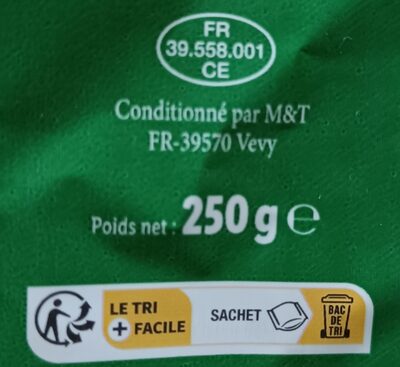 FR
39.558.001
CE
Conditionné par M&T
FR-39570 Vevy
Poids net : 250 g ℮
LE TRI
+ FACILE
SACHET
BAC
DE
TRI